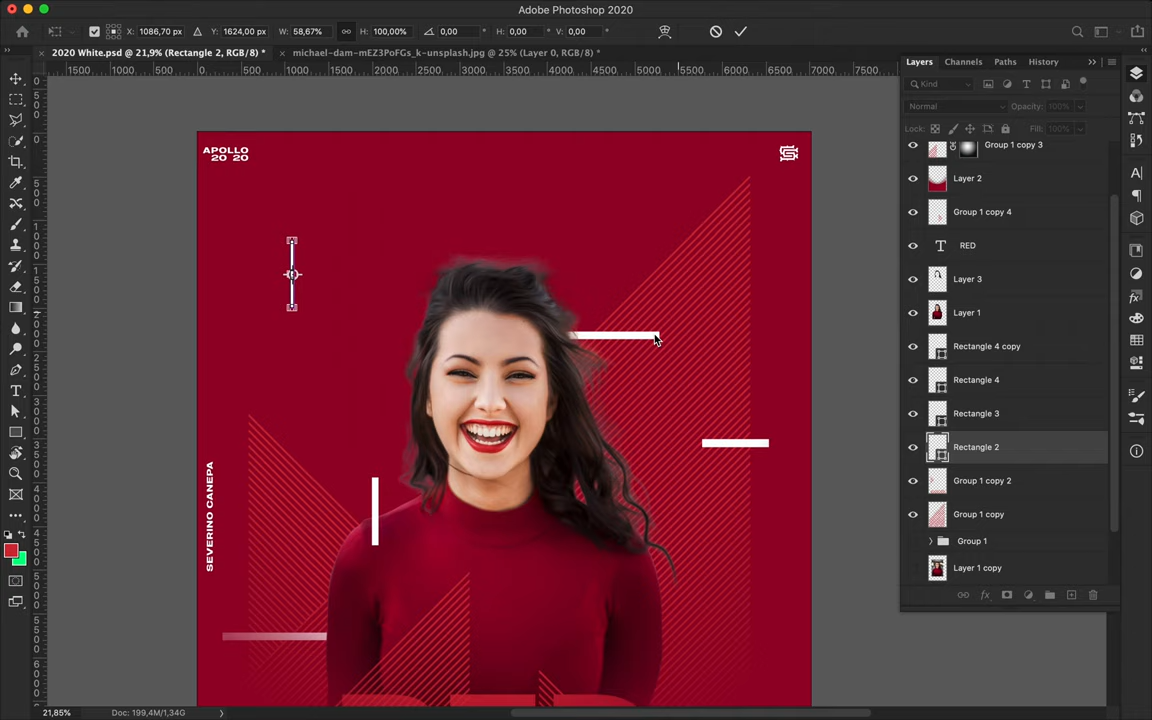 Adobe Photoshop 2020
X: 1086,70 px Y: 1624,00 px W: 58,67% H: 100,00% 0,00 ° H: 0,00 ° V: 0,00 °
2020 White.psd @ 21,9% (Rectangle 2, RGB/8) *
michael-dam-mEZ3PoFGs_k-unsplash.jpg @ 25% (Layer 0, RGB/8) *
1500 1000 500 0 500 1000 1500 2000 2500 3000 3500 4000 4500 5000 5500 6000 6500 7000 7500
Layers Channels Paths History
Kind
Normal Opacity: 100%
Lock: Fill: 100%
Group 1 copy 3
Layer 2
Group 1 copy 4
T RED
Layer 3
Layer 1
Rectangle 4 copy
Rectangle 4
Rectangle 3
Rectangle 2
Group 1 copy 2
Group 1 copy
Group 1
Layer 1 copy
APOLLO
20 20
SEVERINO CANEPA
21,85% Doc: 199,4M/1,34G